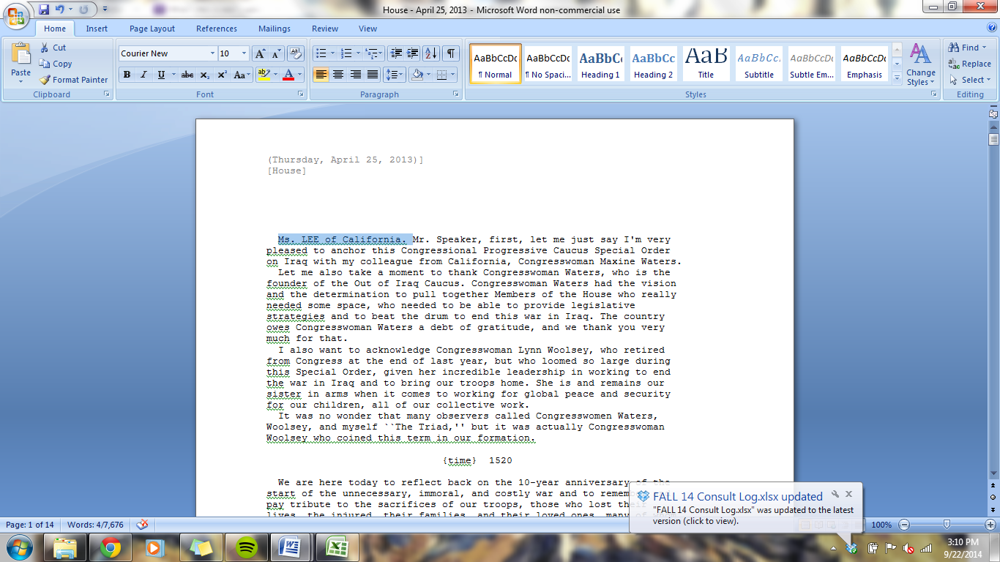 House - April 25, 2013 - Microsoft Word non-commercial use
Home Insert Page Layout References Mailings Review View
Paste
Cut
Copy
Format Painter
Clipboard
Courier New 10
Font
Paragraph
AaBbCcDc AaBbCcDc AaBbC AaBbCc AaB AaBbCc. AaBbCcDc AaBbCcDc
¶ Normal ¶ No Spaci... Heading 1 Heading 2 Title Subtitle Subtle Em... Emphasis
Change Styles
Styles
Find
Replace
Select
Editing
(Thursday, April 25, 2013)]
[House]
Ms. LEE of California. Mr. Speaker, first, let me just say I'm very
pleased to anchor this Congressional Progressive Caucus Special Order
on Iraq with my colleague from California, Congresswoman Maxine Waters.
Let me also take a moment to thank Congresswoman Waters, who is the
founder of the Out of Iraq Caucus. Congresswoman Waters had the vision
and the determination to pull together Members of the House who really
needed some space, who needed to be able to provide legislative
strategies and to beat the drum to end this war in Iraq. The country
owes Congresswoman Waters a debt of gratitude, and we thank you very
much for that.
I also want to acknowledge Congresswoman Lynn Woolsey, who retired
from Congress at the end of last year, but who loomed so large during
this Special Order, given her incredible leadership in working to end
the war in Iraq and to bring our troops home. She is and remains our
sister in arms when it comes to working for global peace and security
for our children, all of our collective work.
It was no wonder that many observers called Congresswomen Waters,
Woolsey, and myself ``The Triad,'' but it was actually Congresswoman
Woolsey who coined this term in our formation.
{time} 1520
We are here today to reflect back on the 10-year anniversary of the
start of the unnecessary, immoral, and costly war and to
pay tribute to the sacrifices of our troops, those who lost
lives, the injured, their families, and their loved ones, many
FALL 14 Consult Log.xlsx updated
"FALL 14 Consult Log.xlsx" was updated to the latest
version (click to view).
Page: 1 of 14 Words: 4/7,676 100%
3:10 PM
9/22/2014